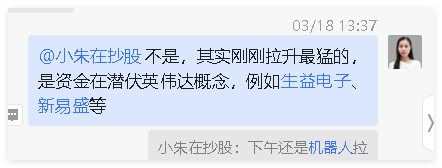 03/18 13:37
@小朱在抄股 不是，其实刚刚拉升最猛的，
是资金在潜伏英伟达概念，例如生益电子、
新易盛等
小朱在抄股：下午还是机器人拉